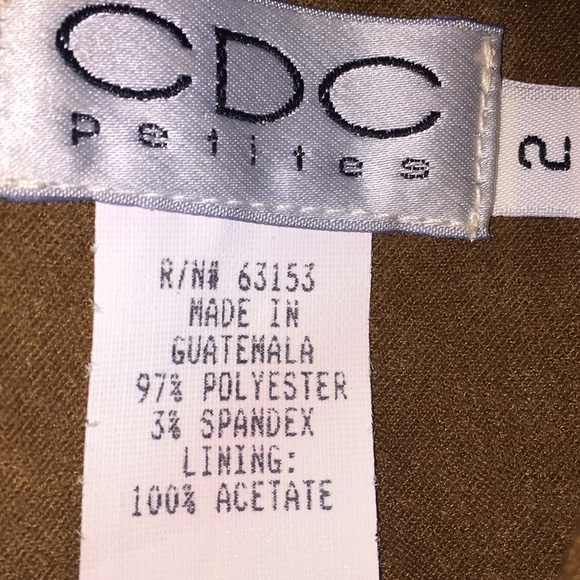 CDC
petites
2
R/N# 63153
MADE IN
GUATEMALA
97% POLYESTER
3% SPANDEX
LINING:
100% ACETATE